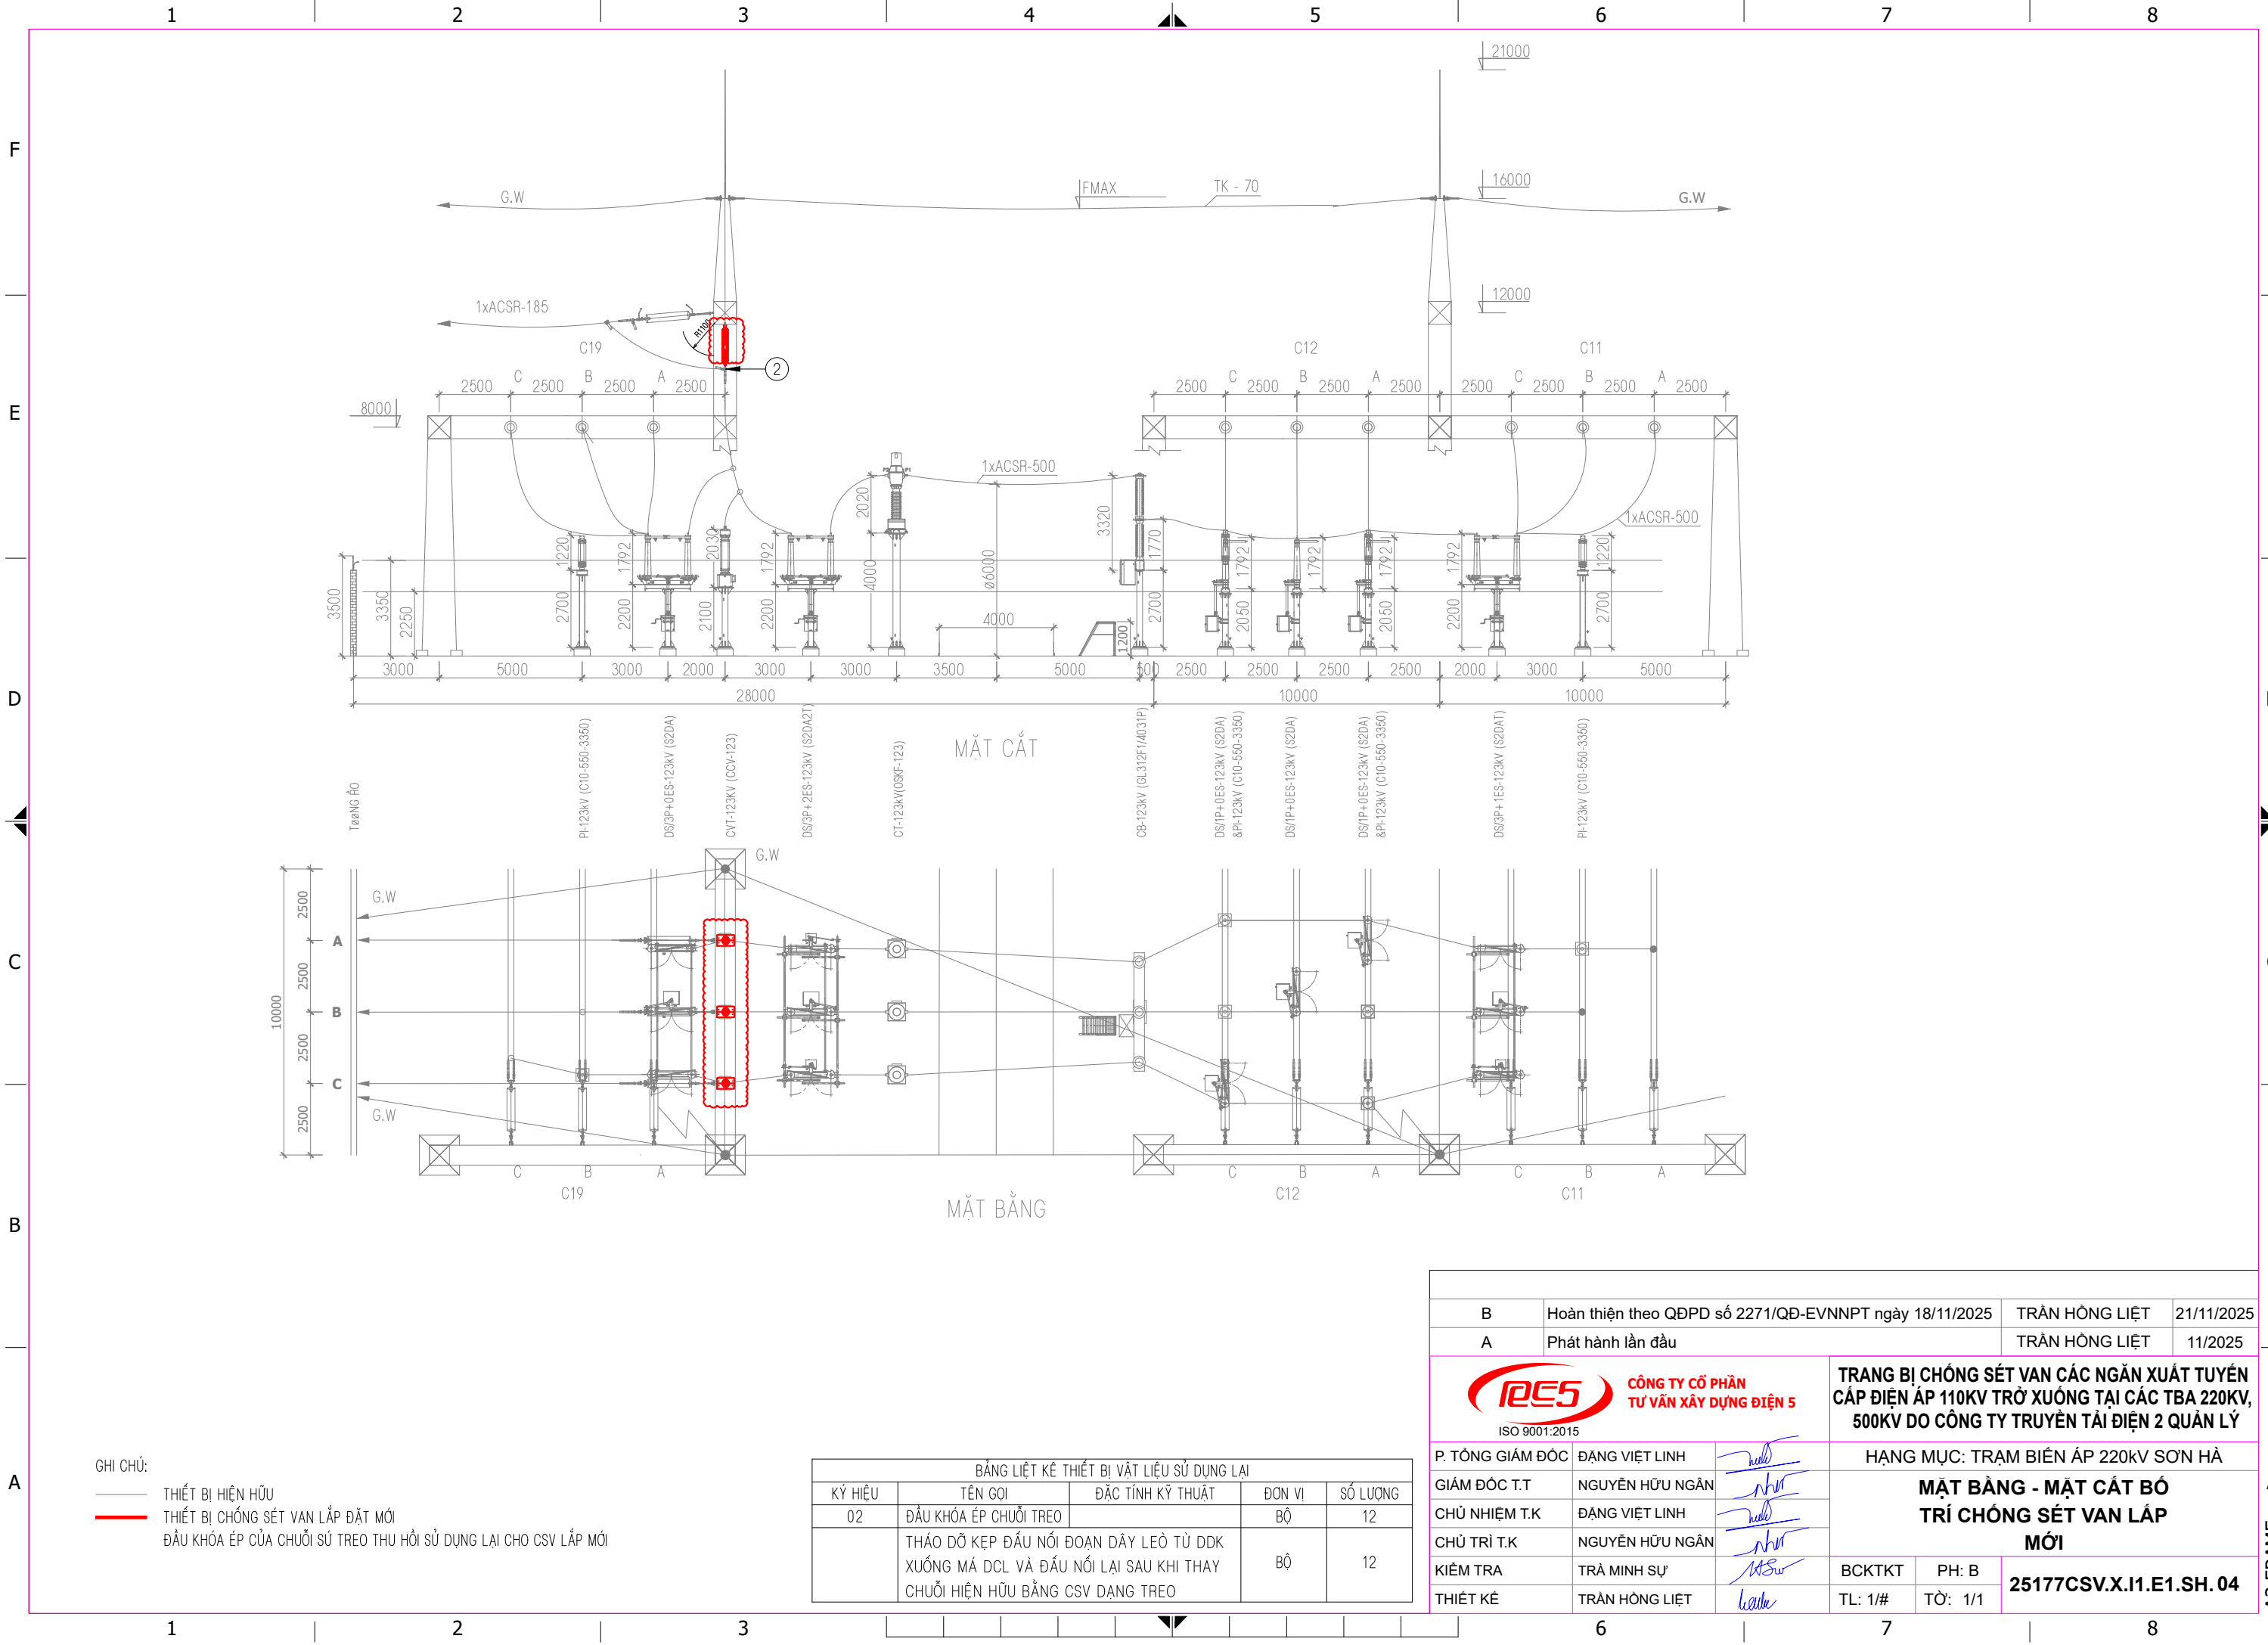 1 2 3 4 5 6 7 8
F
E
D
C
B
A
21000
16000
12000
G.W
FMAX
TK - 70
G.W
1xACSR-185
R1100
C19
C12
C11
2
2500 C 2500 B 2500 A 2500
2500 C 2500 B 2500 A 2500
2500 C 2500 B 2500 A 2500
8000
1xACSR-500
1xACSR-500
P2 P1
3500
3350
2250
1220
2700
1792
2200
2030
2100
1792
2200
2020
4000
ø6000
4000
1200
3320
1770
2700
1792
2050
1792
1792
2050
1792
2200
1220
2700
3000 5000 3000 2000 3000 3000 3500 5000 500 2500 2500 2500 2500 2000 3000 5000
28000 10000 10000
TøøNG RO
PI-123kV (C10-550-3350)
DS/3P+0ES-123kV (S2DA)
CVT-123KV (CCV-123)
DS/3P+2ES-123kV (S2DA2T)
CT-123kV(OSKF-123)
CB-123kV (GL312F1/4031P)
DS/1P+0ES-123kV (S2DA)
&PI-123kV (C10-550-3350)
DS/1P+0ES-123kV (S2DA)
DS/1P+0ES-123kV (S2DA)
&PI-123kV (C10-550-3350)
DS/3P+1ES-123kV (S2DAT)
PI-123kV (C10-550-3350)
MẶT CẮT
G.W
G.W
A
B
C
G.W
10000
2500
2500
2500
2500
C B A
C19
C B A
C12
C B A
C11
MẶT BẰNG
GHI CHÚ:
THIẾT BỊ HIỆN HỮU
THIẾT BỊ CHỐNG SÉT VAN LẮP ĐẶT MỚI
ĐẦU KHÓA ÉP CỦA CHUỖI SỨ TREO THU HỒI SỬ DỤNG LẠI CHO CSV LẮP MỚI
BẢNG LIỆT KÊ THIẾT BỊ VẬT LIỆU SỬ DỤNG LẠI
KÝ HIỆU TÊN GỌI ĐẶC TÍNH KỸ THUẬT ĐƠN VỊ SỐ LƯỢNG
02 ĐẦU KHÓA ÉP CHUỖI TREO BỘ 12
THÁO DỠ KẸP ĐẤU NỐI ĐOẠN DÂY LEÒ TỪ DDK
XUỐNG MÁ DCL VÀ ĐẤU NỐI LẠI SAU KHI THAY
CHUỖI HIỆN HỮU BẰNG CSV DẠNG TREO
BỘ 12
B Hoàn thiện theo QĐPD số 2271/QĐ-EVNNPT ngày 18/11/2025 TRẦN HỒNG LIỆT 21/11/2025
A Phát hành lần đầu TRẦN HỒNG LIỆT 11/2025
PC5
CÔNG TY CỔ PHẦN
TƯ VẤN XÂY DỰNG ĐIỆN 5
ISO 9001:2015
TRANG BỊ CHỐNG SÉT VAN CÁC NGĂN XUẤT TUYẾN
CẤP ĐIỆN ÁP 110KV TRỞ XUỐNG TẠI CÁC TBA 220KV,
500KV DO CÔNG TY TRUYỀN TẢI ĐIỆN 2 QUẢN LÝ
P. TỔNG GIÁM ĐỐC ĐẶNG VIỆT LINH
GIÁM ĐỐC T.T NGUYỄN HỮU NGÂN
CHỦ NHIỆM T.K ĐẶNG VIỆT LINH
CHỦ TRÌ T.K NGUYỄN HỮU NGÂN
KIỂM TRA TRÀ MINH SỰ
THIẾT KẾ TRẦN HỒNG LIỆT
HẠNG MỤC: TRẠM BIẾN ÁP 220kV SƠN HÀ
MẶT BẰNG - MẶT CẮT BỐ
TRÍ CHỐNG SÉT VAN LẮP
MỚI
BCKTKT PH: B
TL: 1/# TỜ: 1/1
25177CSV.X.I1.E1.SH. 04
1 2 3 6 7 8